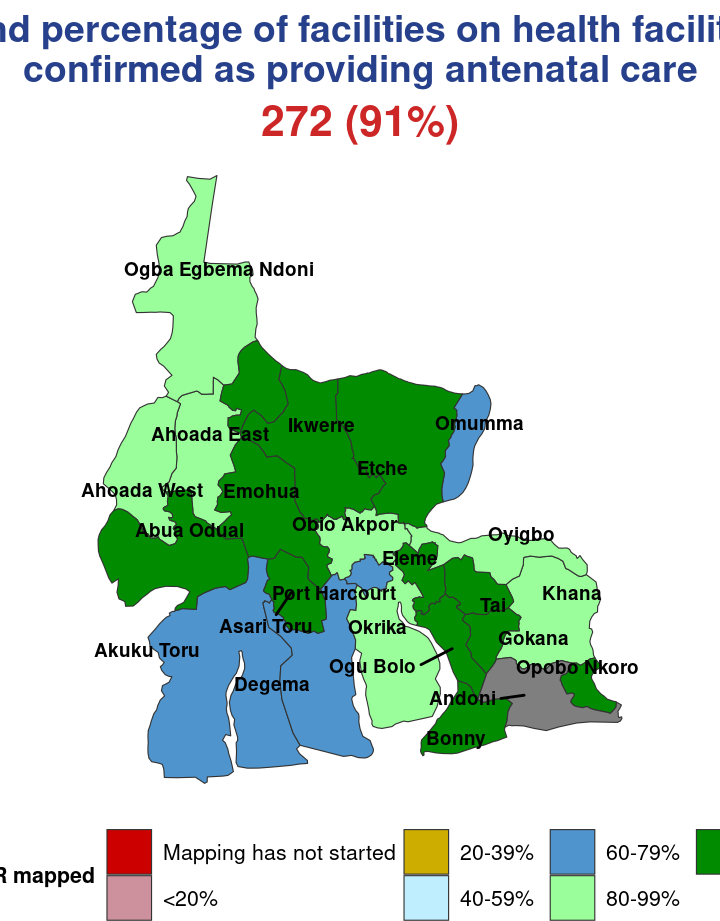 nd percentage of facilities on health facilit
confirmed as providing antenatal care
272 (91%)
Ogba Egbema Ndoni
Omumma
Ikwerre
Ahoada East
Etche
Ahoada West
Emohua
Obio Akpor
Abua Odual
Oyigbo
Eleme
Port Harcourt
Khana
Tai
Asari Toru
Okrika
Gokana
Akuku Toru
Ogu Bolo
Opobo Nkoro
Degema
Andoni
Bonny
Mapping has not started
20-39%
60-79%
R mapped
<20%
40-59%
80-99%